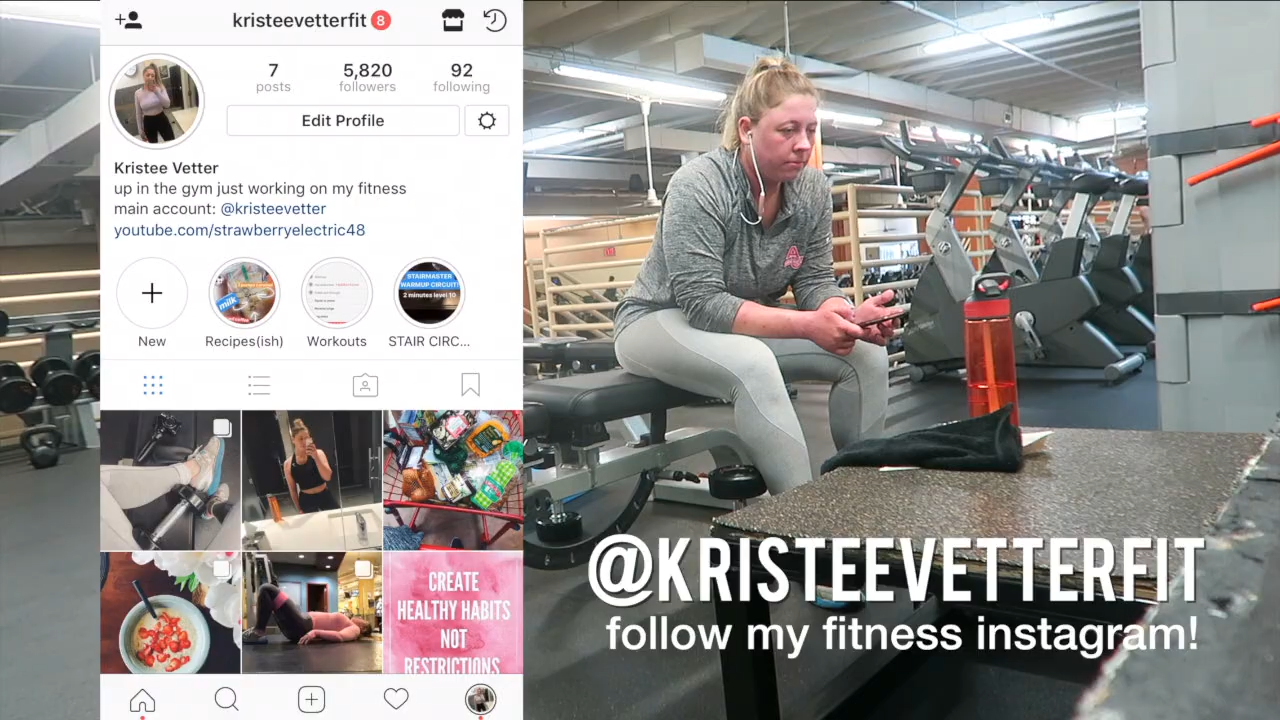 kristeevetterfit 8
7 5,820 92
posts followers following
Edit Profile
Kristee Vetter
up in the gym just working on my fitness
main account: @kristeevetter
youtube.com/strawberryelectric48
milk
STAIRMASTER
WARMUP CIRCUIT!
2 minutes level 10
New Recipes(ish) Workouts STAIR CIRC...
CREATE
HEALTHY HABITS
NOT
RESTRICTIONS
@KRISTEEVETTERFIT
follow my fitness instagram!